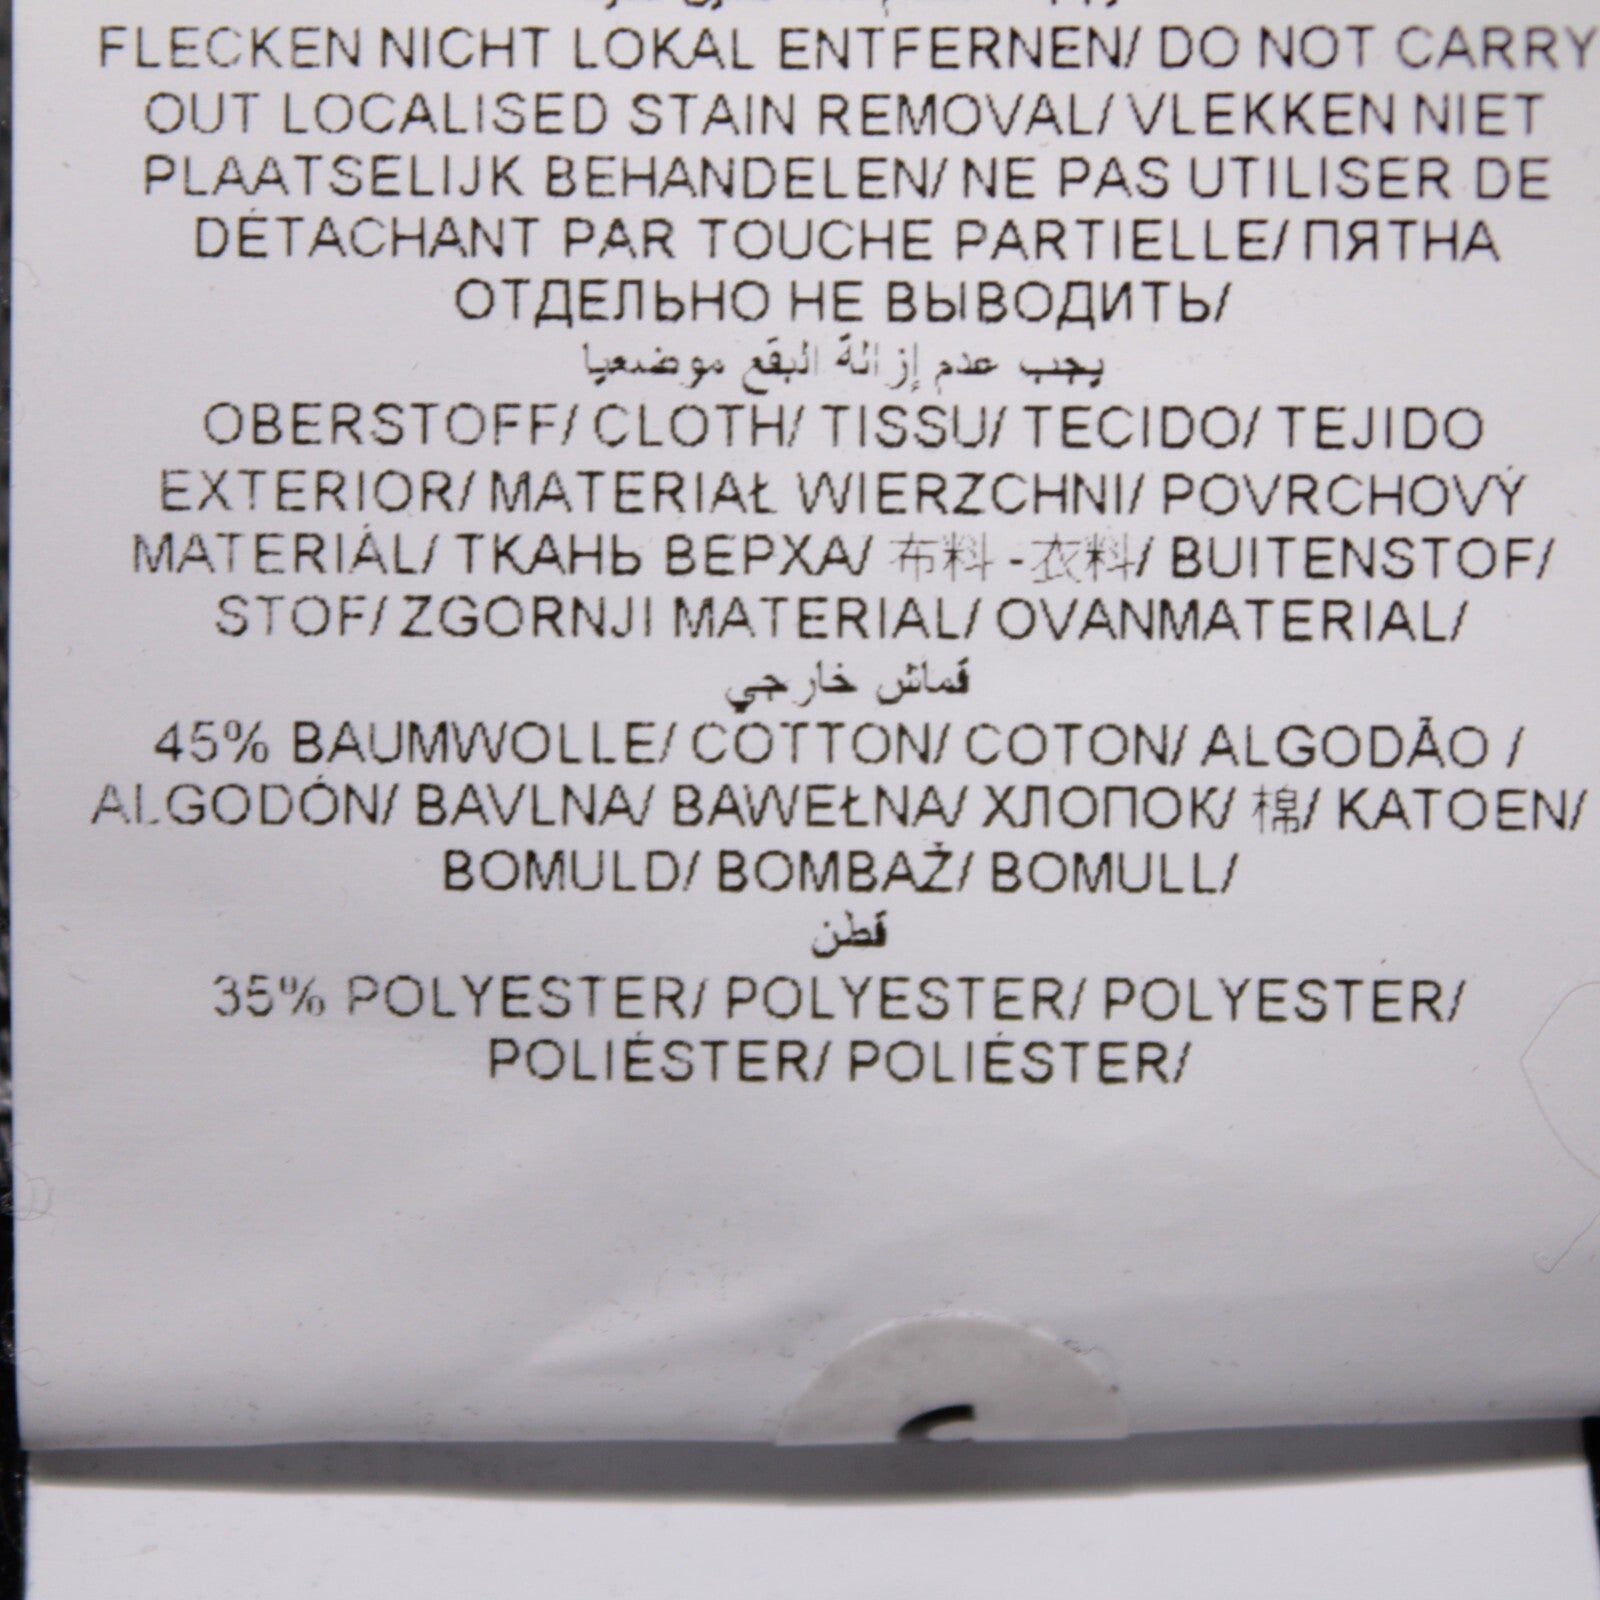 FLECKEN NICHT LOKAL ENTFERNEN/ DO NOT CARRY
OUT LOCALISED STAIN REMOVAL/ VLEKKEN NIET
PLAATSELIJK BEHANDELEN/ NE PAS UTILISER DE
DÉTACHANT PAR TOUCHE PARTIELLE/ ПЯТНА
ОТДЕЛЬНО НЕ ВЫВОДИТЬ/
يجب عدم إزالة البقع موضعيا
OBERSTOFF/ CLOTH/ TISSU/ TECIDO/ TEJIDO
EXTERIOR/ MATERIAŁ WIERZCHNI/ POVRCHOVÝ
MATERIÁL/ ТКАНЬ ВЕРХА/ 布料 - 衣料/ BUITENSTOF/
STOF/ ZGORNJI MATERIAL/ OVANMATERIAL/
قماش خارجي
45% BAUMWOLLE/ COTTON/ COTON/ ALGODÃO /
ALGODÓN/ BAVLNA/ BAWEŁNA/ ХЛОПОК/ 棉/ KATOEN/
BOMULD/ BOMBAŽ/ BOMULL/
قطن
35% POLYESTER/ POLYESTER/ POLYESTER/
POLIÉSTER/ POLIÉSTER/